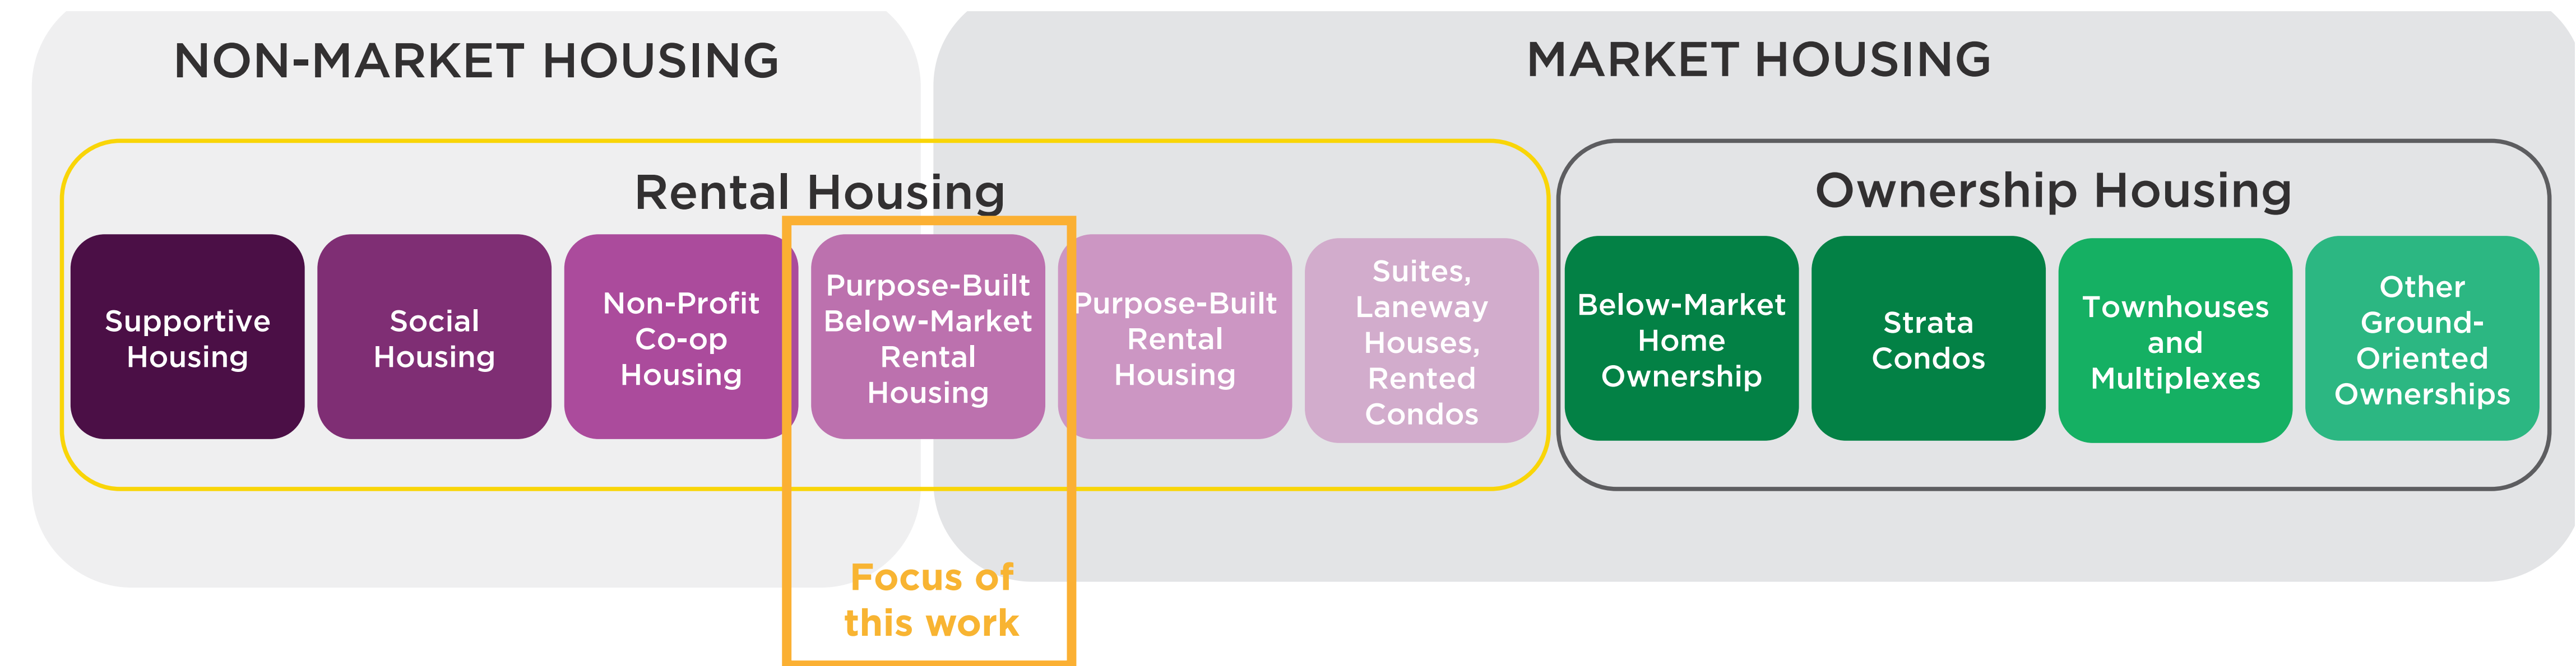 NON-MARKET HOUSING
MARKET HOUSING
Rental Housing
Ownership Housing
Supportive
Housing
Social
Housing
Non-Profit
Co-op
Housing
Purpose-Built
Below-Market
Rental
Housing
Purpose-Built
Rental
Housing
Suites,
Laneway
Houses,
Rented
Condos
Below-Market
Home
Ownership
Strata
Condos
Townhouses
and
Multiplexes
Other
Ground-
Oriented
Ownerships
Focus of
this work